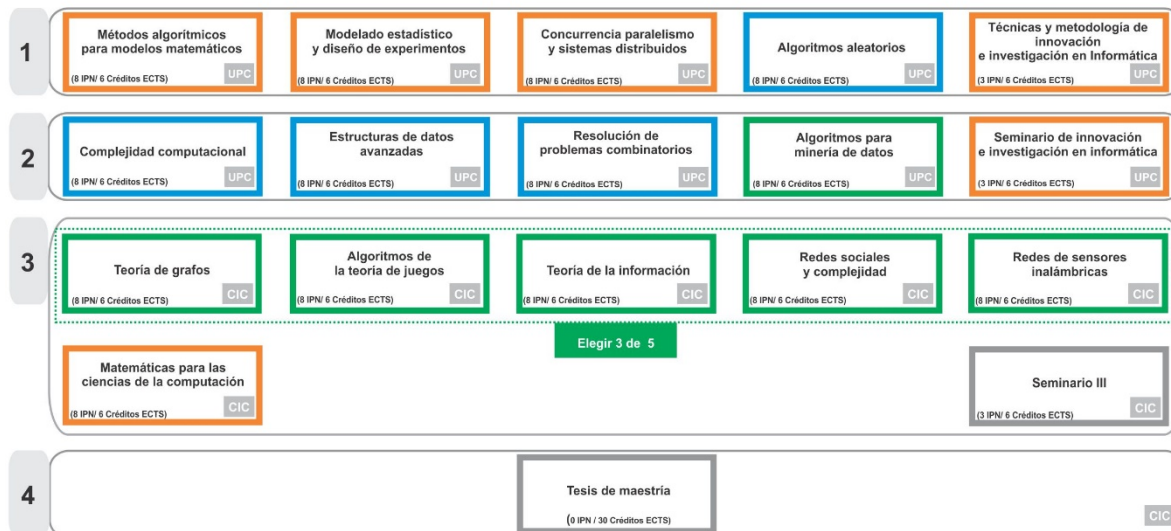 1
Métodos algorítmicos
para modelos matemáticos
(8 IPN/ 6 Créditos ECTS)
UPC
Modelado estadístico
y diseño de experimentos
(8 IPN/ 6 Créditos ECTS)
UPC
Concurrencia paralelismo
y sistemas distribuidos
(8 IPN/ 6 Créditos ECTS)
UPC
Algoritmos aleatorios
(8 IPN/ 6 Créditos ECTS)
UPC
Técnicas y metodología de
innovación
e investigación en Informática
(3 IPN/ 6 Créditos ECTS)
UPC
2
Complejidad computacional
(8 IPN/ 6 Créditos ECTS)
UPC
Estructuras de datos
avanzadas
(8 IPN/ 6 Créditos ECTS)
UPC
Resolución de
problemas combinatorios
(8 IPN/ 6 Créditos ECTS)
UPC
Algoritmos para
minería de datos
(8 IPN/ 6 Créditos ECTS)
UPC
Seminario de innovación
e investigación en informática
(3 IPN/ 6 Créditos ECTS)
UPC
3
Teoría de grafos
(8 IPN/ 6 Créditos ECTS)
CIC
Algoritmos de
la teoría de juegos
(8 IPN/ 6 Créditos ECTS)
CIC
Teoría de la información
(8 IPN/ 6 Créditos ECTS)
CIC
Redes sociales
y complejidad
(8 IPN/ 6 Créditos ECTS)
CIC
Redes de sensores
inalámbricas
(8 IPN/ 6 Créditos ECTS)
CIC
Elegir 3 de 5
Matemáticas para las
ciencias de la computación
(8 IPN/ 6 Créditos ECTS)
CIC
Seminario III
(3 IPN/ 6 Créditos ECTS)
CIC
4
Tesis de maestría
(0 IPN / 30 Créditos ECTS)
CIC